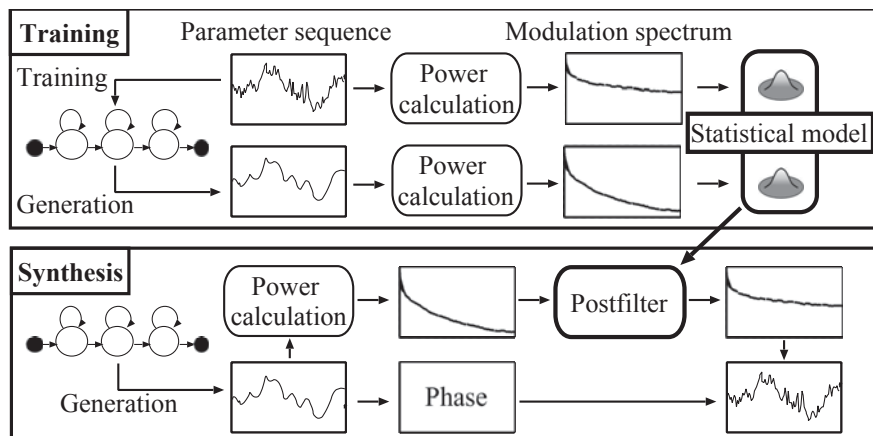 Training
Parameter sequence
Modulation spectrum
Training
Power
calculation
Statistical model
Generation
Power
calculation
Synthesis
Power
calculation
Postfilter
Generation
Phase